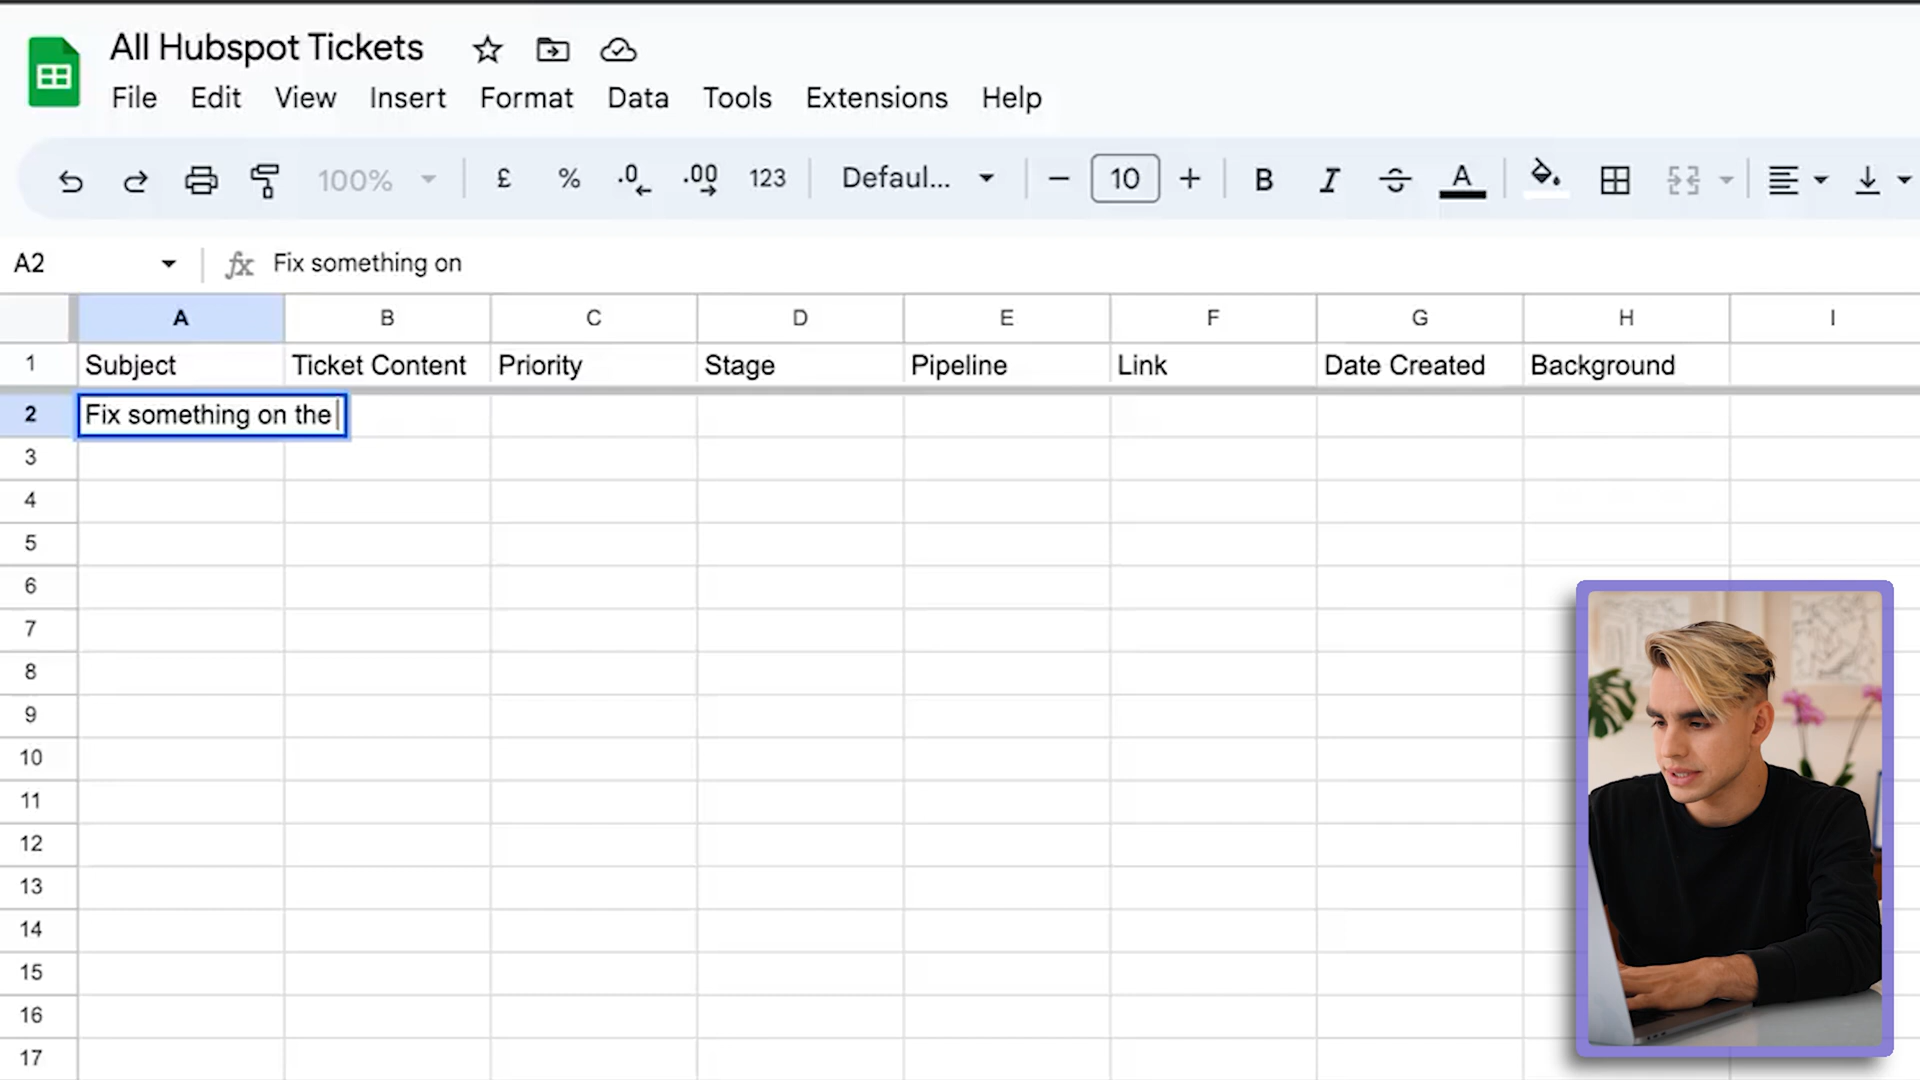 All Hubspot Tickets
File Edit View Insert Format Data Tools Extensions Help
100% £ % .0 .00 123 Defaul... 10 B I S A
A2 fx Fix something on
A B C D E F G H I
1 Subject Ticket Content Priority Stage Pipeline Link Date Created Background
2 Fix something on the
3
4
5
6
7
8
9
10
11
12
13
14
15
16
17